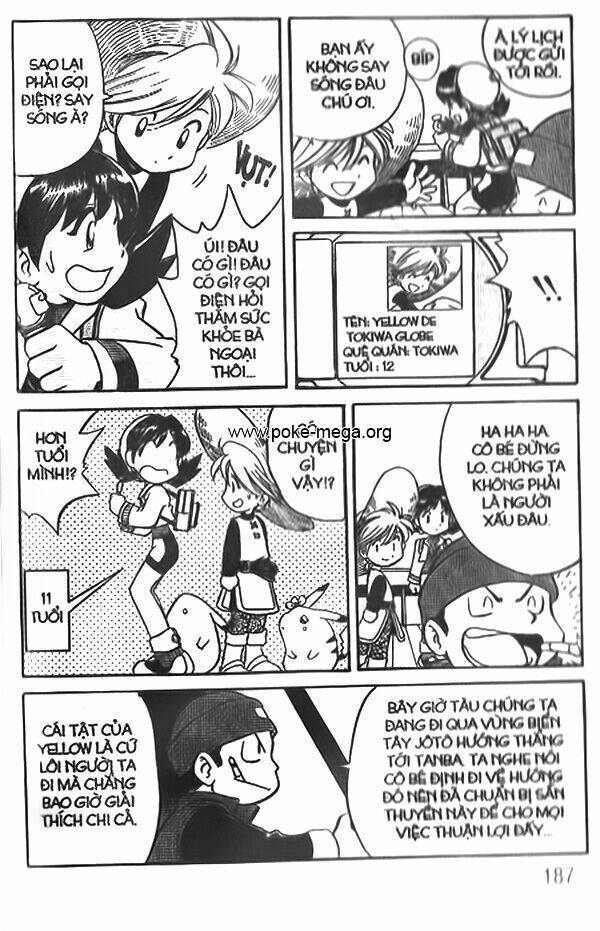 SAO LẠI
PHẢI GỌI
ĐIỆN? SAY
SÓNG À?
VỤT!
ÚI! ĐÂU
CÓ GÌ! ĐÂU
CÓ GÌ? GỌI
ĐIỆN HỎI
THĂM SỨC
KHỎE BÀ
NGOẠI
THÔI...
BẠN ẤY
KHÔNG SAY
SÓNG ĐÂU
CHÚ ƠI.
BÍP
À, LÝ LỊCH
ĐƯỢC GỬI
TỚI RỒI.
TÊN: YELLOW DE
TOKIWA GLOBE
QUÊ QUÁN: TOKIWA
TUỔI : 12
!!
www.poke-mega.org
HƠN
TUỔI
MÌNH!?
CÓ
CHUYỆN
GÌ
VẬY!?
11
TUỔI
HA HA HA
CÔ BÉ ĐỪNG
LO. CHÚNG TA
KHÔNG PHẢI
LÀ NGƯỜI
XẤU ĐÂU.
CÁI TẬT CỦA
YELLOW LÀ CỨ
LÔI NGƯỜI TA
ĐI MÀ CHẲNG
BAO GIỜ GIẢI
THÍCH CHI CẢ.
BÂY GIỜ TÀU CHÚNG TA
ĐANG ĐI QUA VÙNG BIỂN
TÂY JÔTÔ HƯỚNG THẲNG
TỚI TANBA. TA NGHE NÓI
CÔ BÉ ĐỊNH ĐI VỀ HƯỚNG
ĐÓ NÊN ĐÃ CHUẨN BỊ SẴN
THUYỀN NÀY ĐỂ CHO MỌI
VIỆC THUẬN LỢI ĐẤY...
187